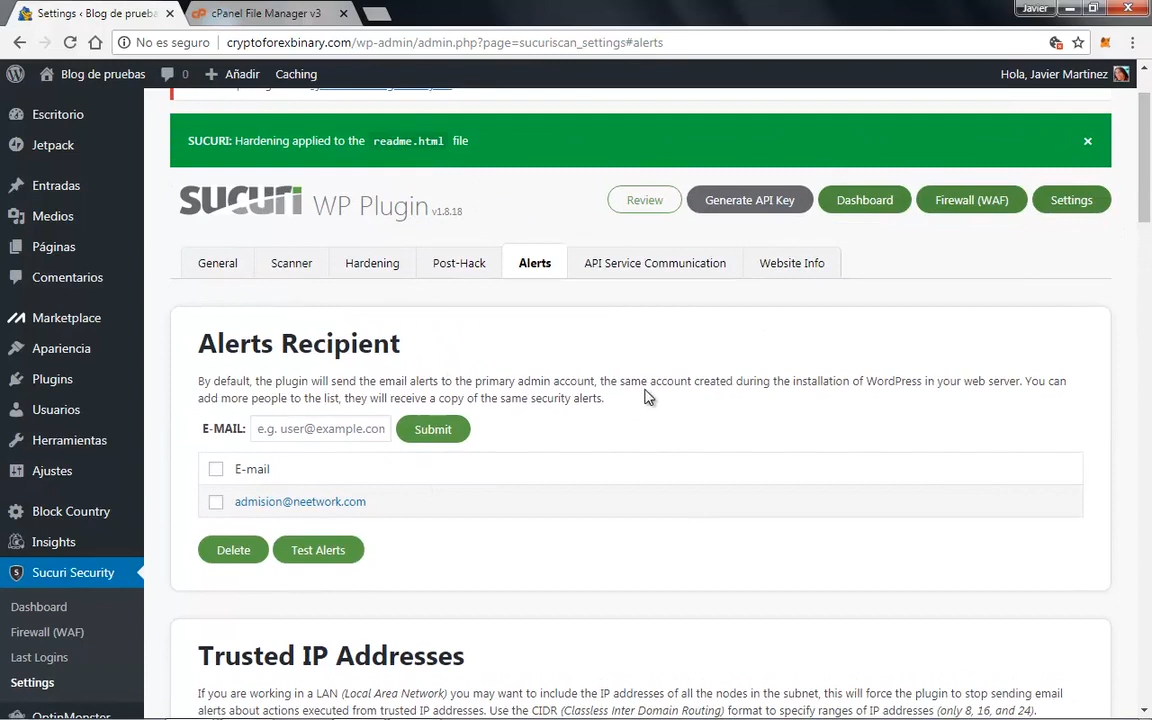 Settings ‹ Blog de prueba
cPanel File Manager v3
Javier
No es seguro
cryptoforexbinary.com/wp-admin/admin.php?page=sucuriscan_settings#alerts
Blog de pruebas
0
Añadir
Caching
Hola, Javier Martinez
SUCURI: Hardening applied to the readme.html file
SUCURI WP Plugin v1.8.18
Review
Generate API Key
Dashboard
Firewall (WAF)
Settings
General
Scanner
Hardening
Post-Hack
Alerts
API Service Communication
Website Info
Alerts Recipient
By default, the plugin will send the email alerts to the primary admin account, the same account created during the installation of WordPress in your web server. You can
add more people to the list, they will receive a copy of the same security alerts.
E-MAIL:
e.g. user@example.con
Submit
E-mail
admision@neetwork.com
Delete
Test Alerts
Trusted IP Addresses
If you are working in a LAN (Local Area Network) you may want to include the IP addresses of all the nodes in the subnet, this will force the plugin to stop sending email
alerts about actions executed from trusted IP addresses. Use the CIDR (Classless Inter Domain Routing) format to specify ranges of IP addresses (only 8, 16, and 24).
Escritorio
Jetpack
Entradas
Medios
Páginas
Comentarios
Marketplace
Apariencia
Plugins
Usuarios
Herramientas
Ajustes
Block Country
Insights
Sucuri Security
Dashboard
Firewall (WAF)
Last Logins
Settings
OptinMonster